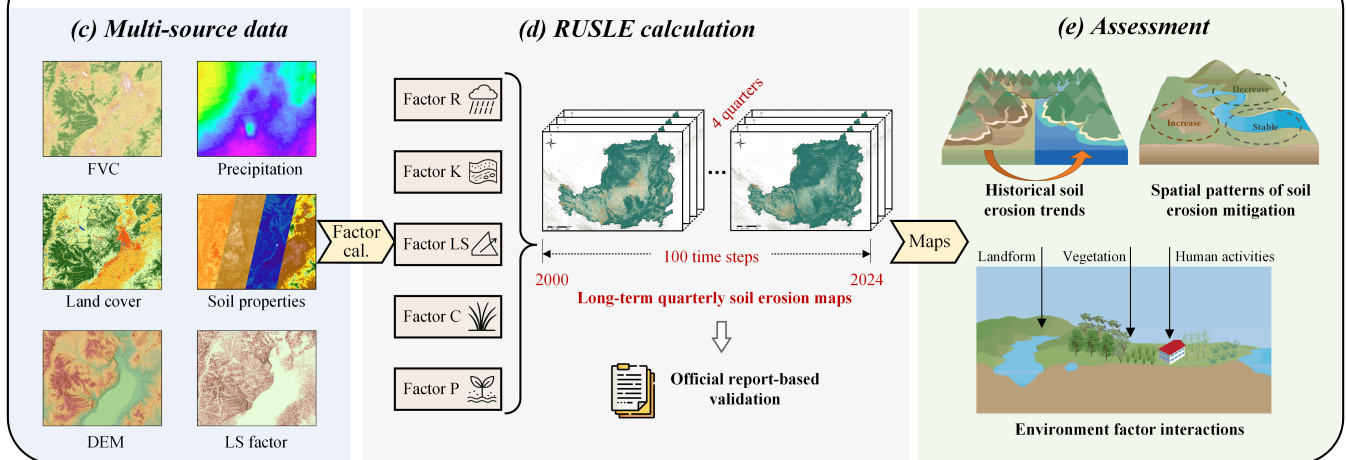 (c) Multi-source data
FVC
Precipitation
Land cover
Soil properties
DEM
LS factor
Factor
cal.
(d) RUSLE calculation
Factor R
Factor K
Factor LS
Factor C
Factor P
4 quarters
...
100 time steps
2000
2024
Long-term quarterly soil erosion maps
Official report-based
validation
Maps
(e) Assessment
Historical soil
erosion trends
Decrease
Increase
Stable
Spatial patterns of soil
erosion mitigation
Landform
Vegetation
Human activities
Environment factor interactions